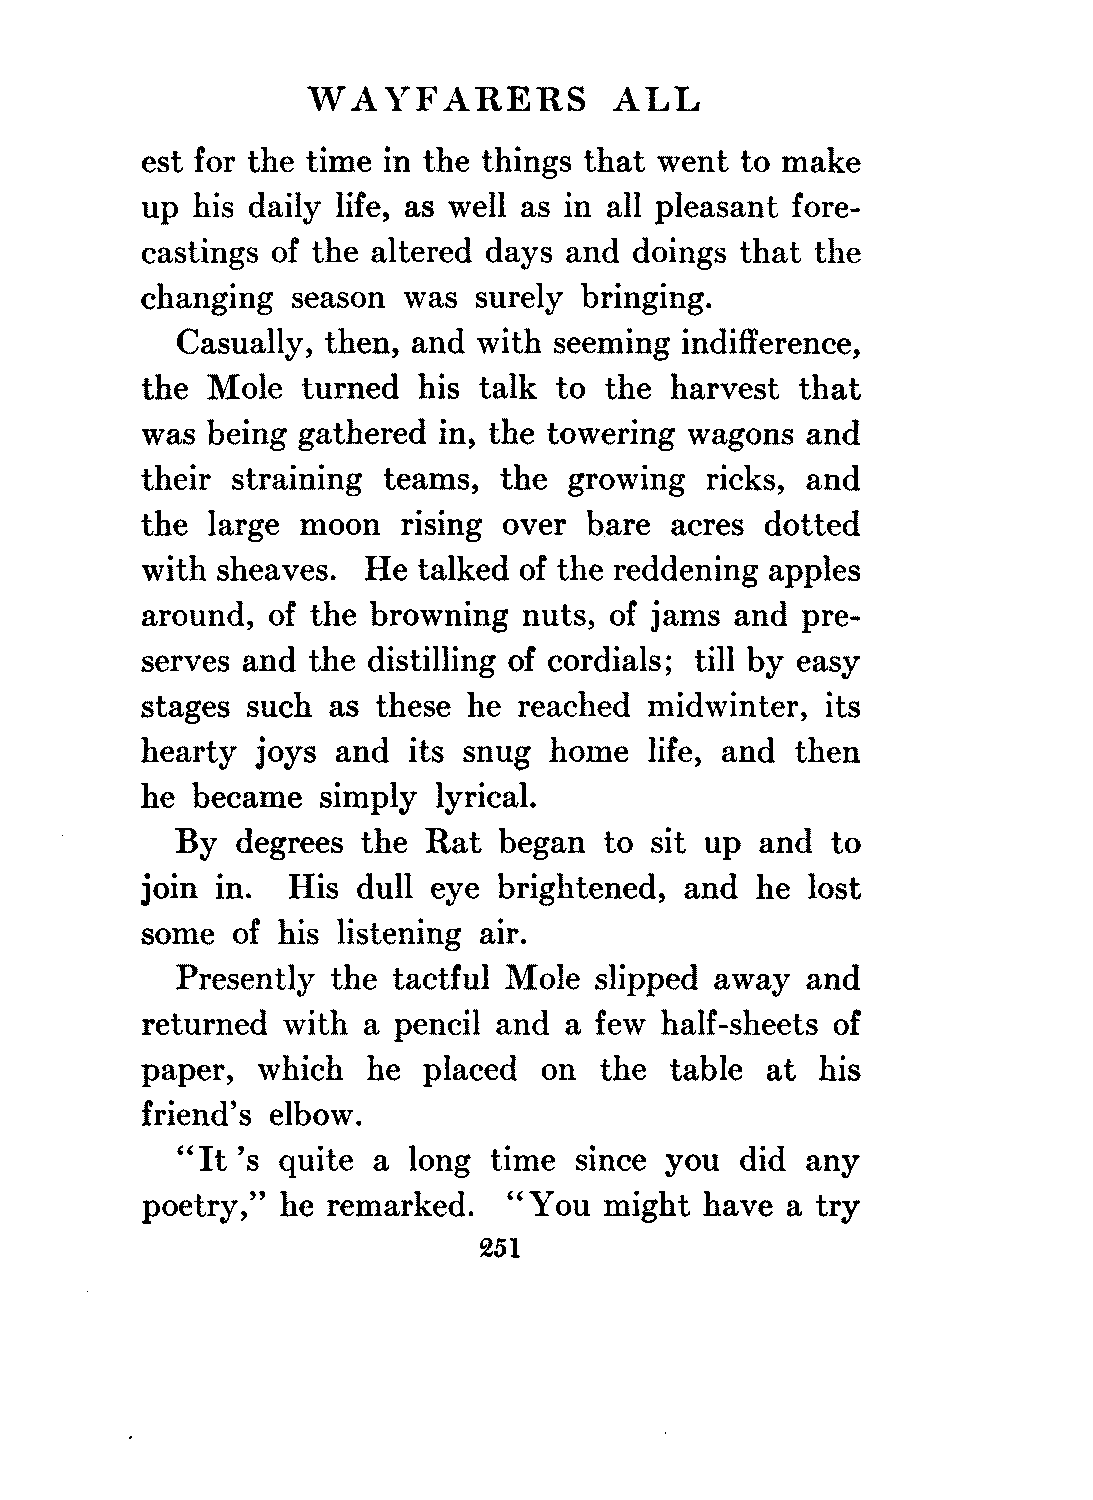 WAYFARERS ALL
est for the time in the things that went to make
up his daily life, as well as in all pleasant fore-
castings of the altered days and doings that the
changing season was surely bringing.
Casually, then, and with seeming indifference,
the Mole turned his talk to the harvest that
was being gathered in, the towering wagons and
their straining teams, the growing ricks, and
the large moon rising over bare acres dotted
with sheaves. He talked of the reddening apples
around, of the browning nuts, of jams and pre-
serves and the distilling of cordials; till by easy
stages such as these he reached midwinter, its
hearty joys and its snug home life, and then
he became simply lyrical.
By degrees the Rat began to sit up and to
join in. His dull eye brightened, and he lost
some of his listening air.
Presently the tactful Mole slipped away and
returned with a pencil and a few half-sheets of
paper, which he placed on the table at his
friend's elbow.
"It 's quite a long time since you did any
poetry," he remarked. "You might have a try
251